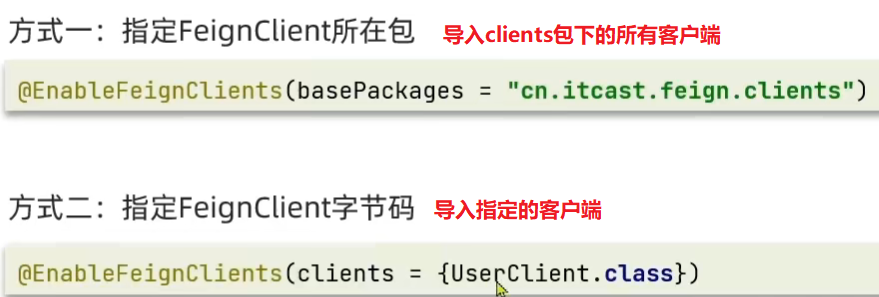 方式一：指定FeignClient所在包 导入clients包下的所有客户端
@EnableFeignClients(basePackages = "cn.itcast.feign.clients")
方式二：指定FeignClient字节码 导入指定的客户端
@EnableFeignClients(clients = {UserClient.class})